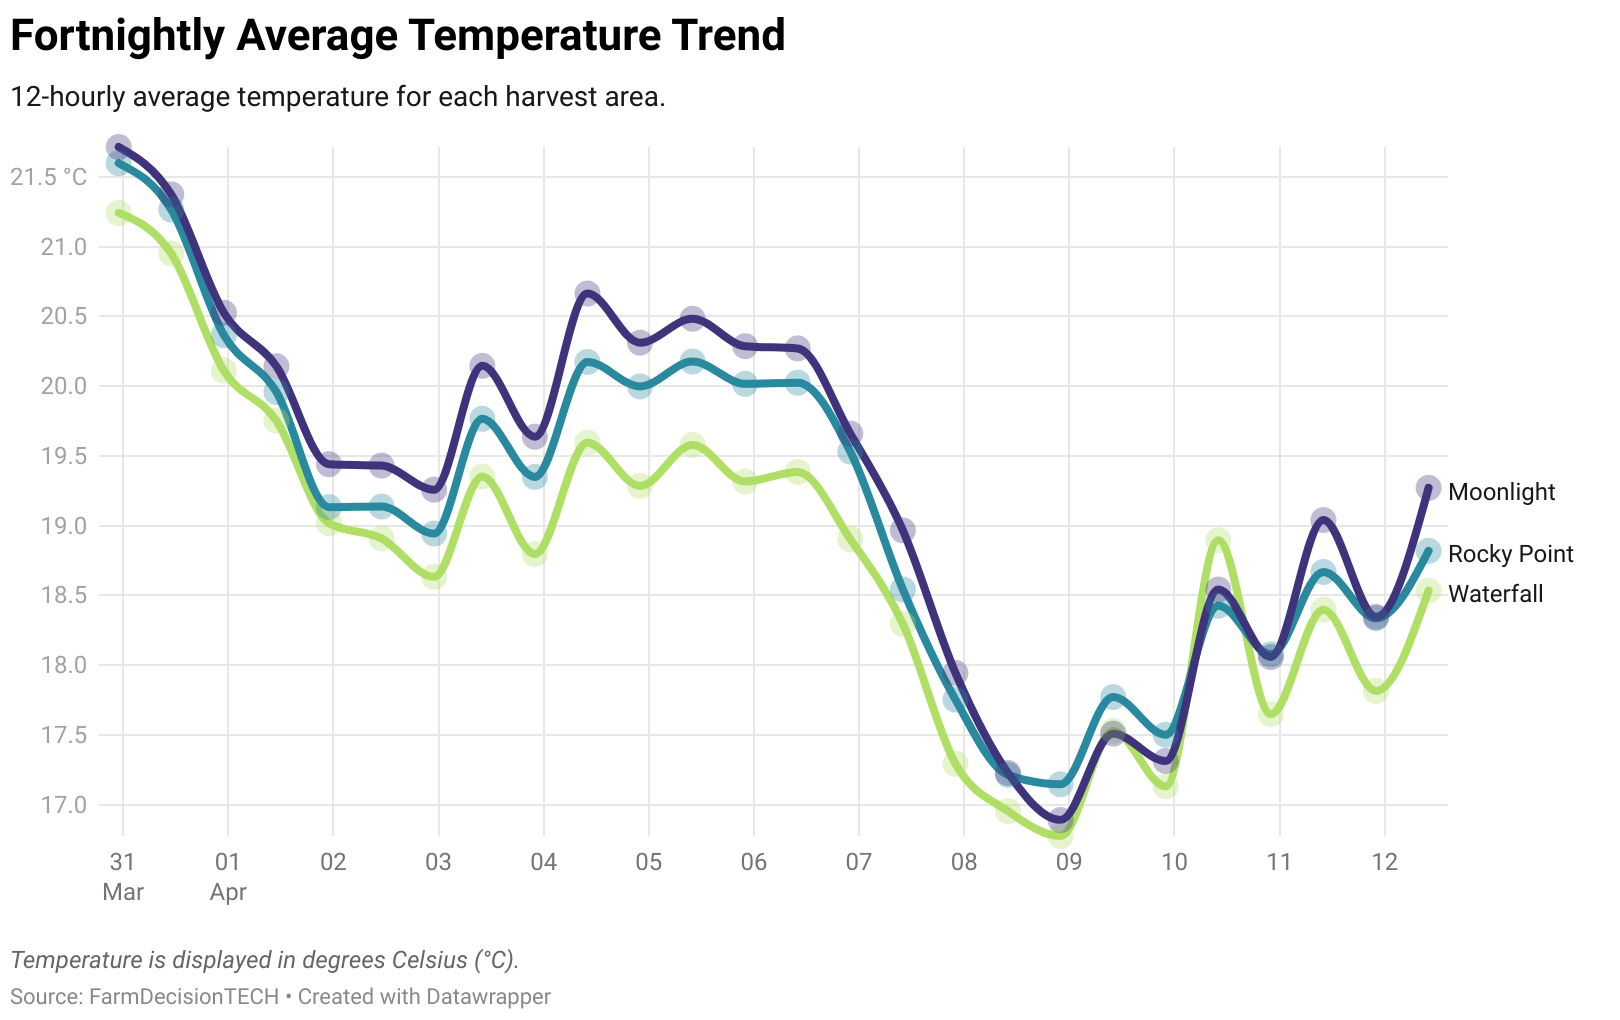 Fortnightly Average Temperature Trend
12-hourly average temperature for each harvest area.
21.5 °C
21.0
20.5
20.0
19.5
19.0
18.5
18.0
17.5
17.0
Moonlight
Rocky Point
Waterfall
31 01 02 03 04 05 06 07 08 09 10 11 12
Mar Apr
Temperature is displayed in degrees Celsius (°C).
Source: FarmDecisionTECH • Created with Datawrapper